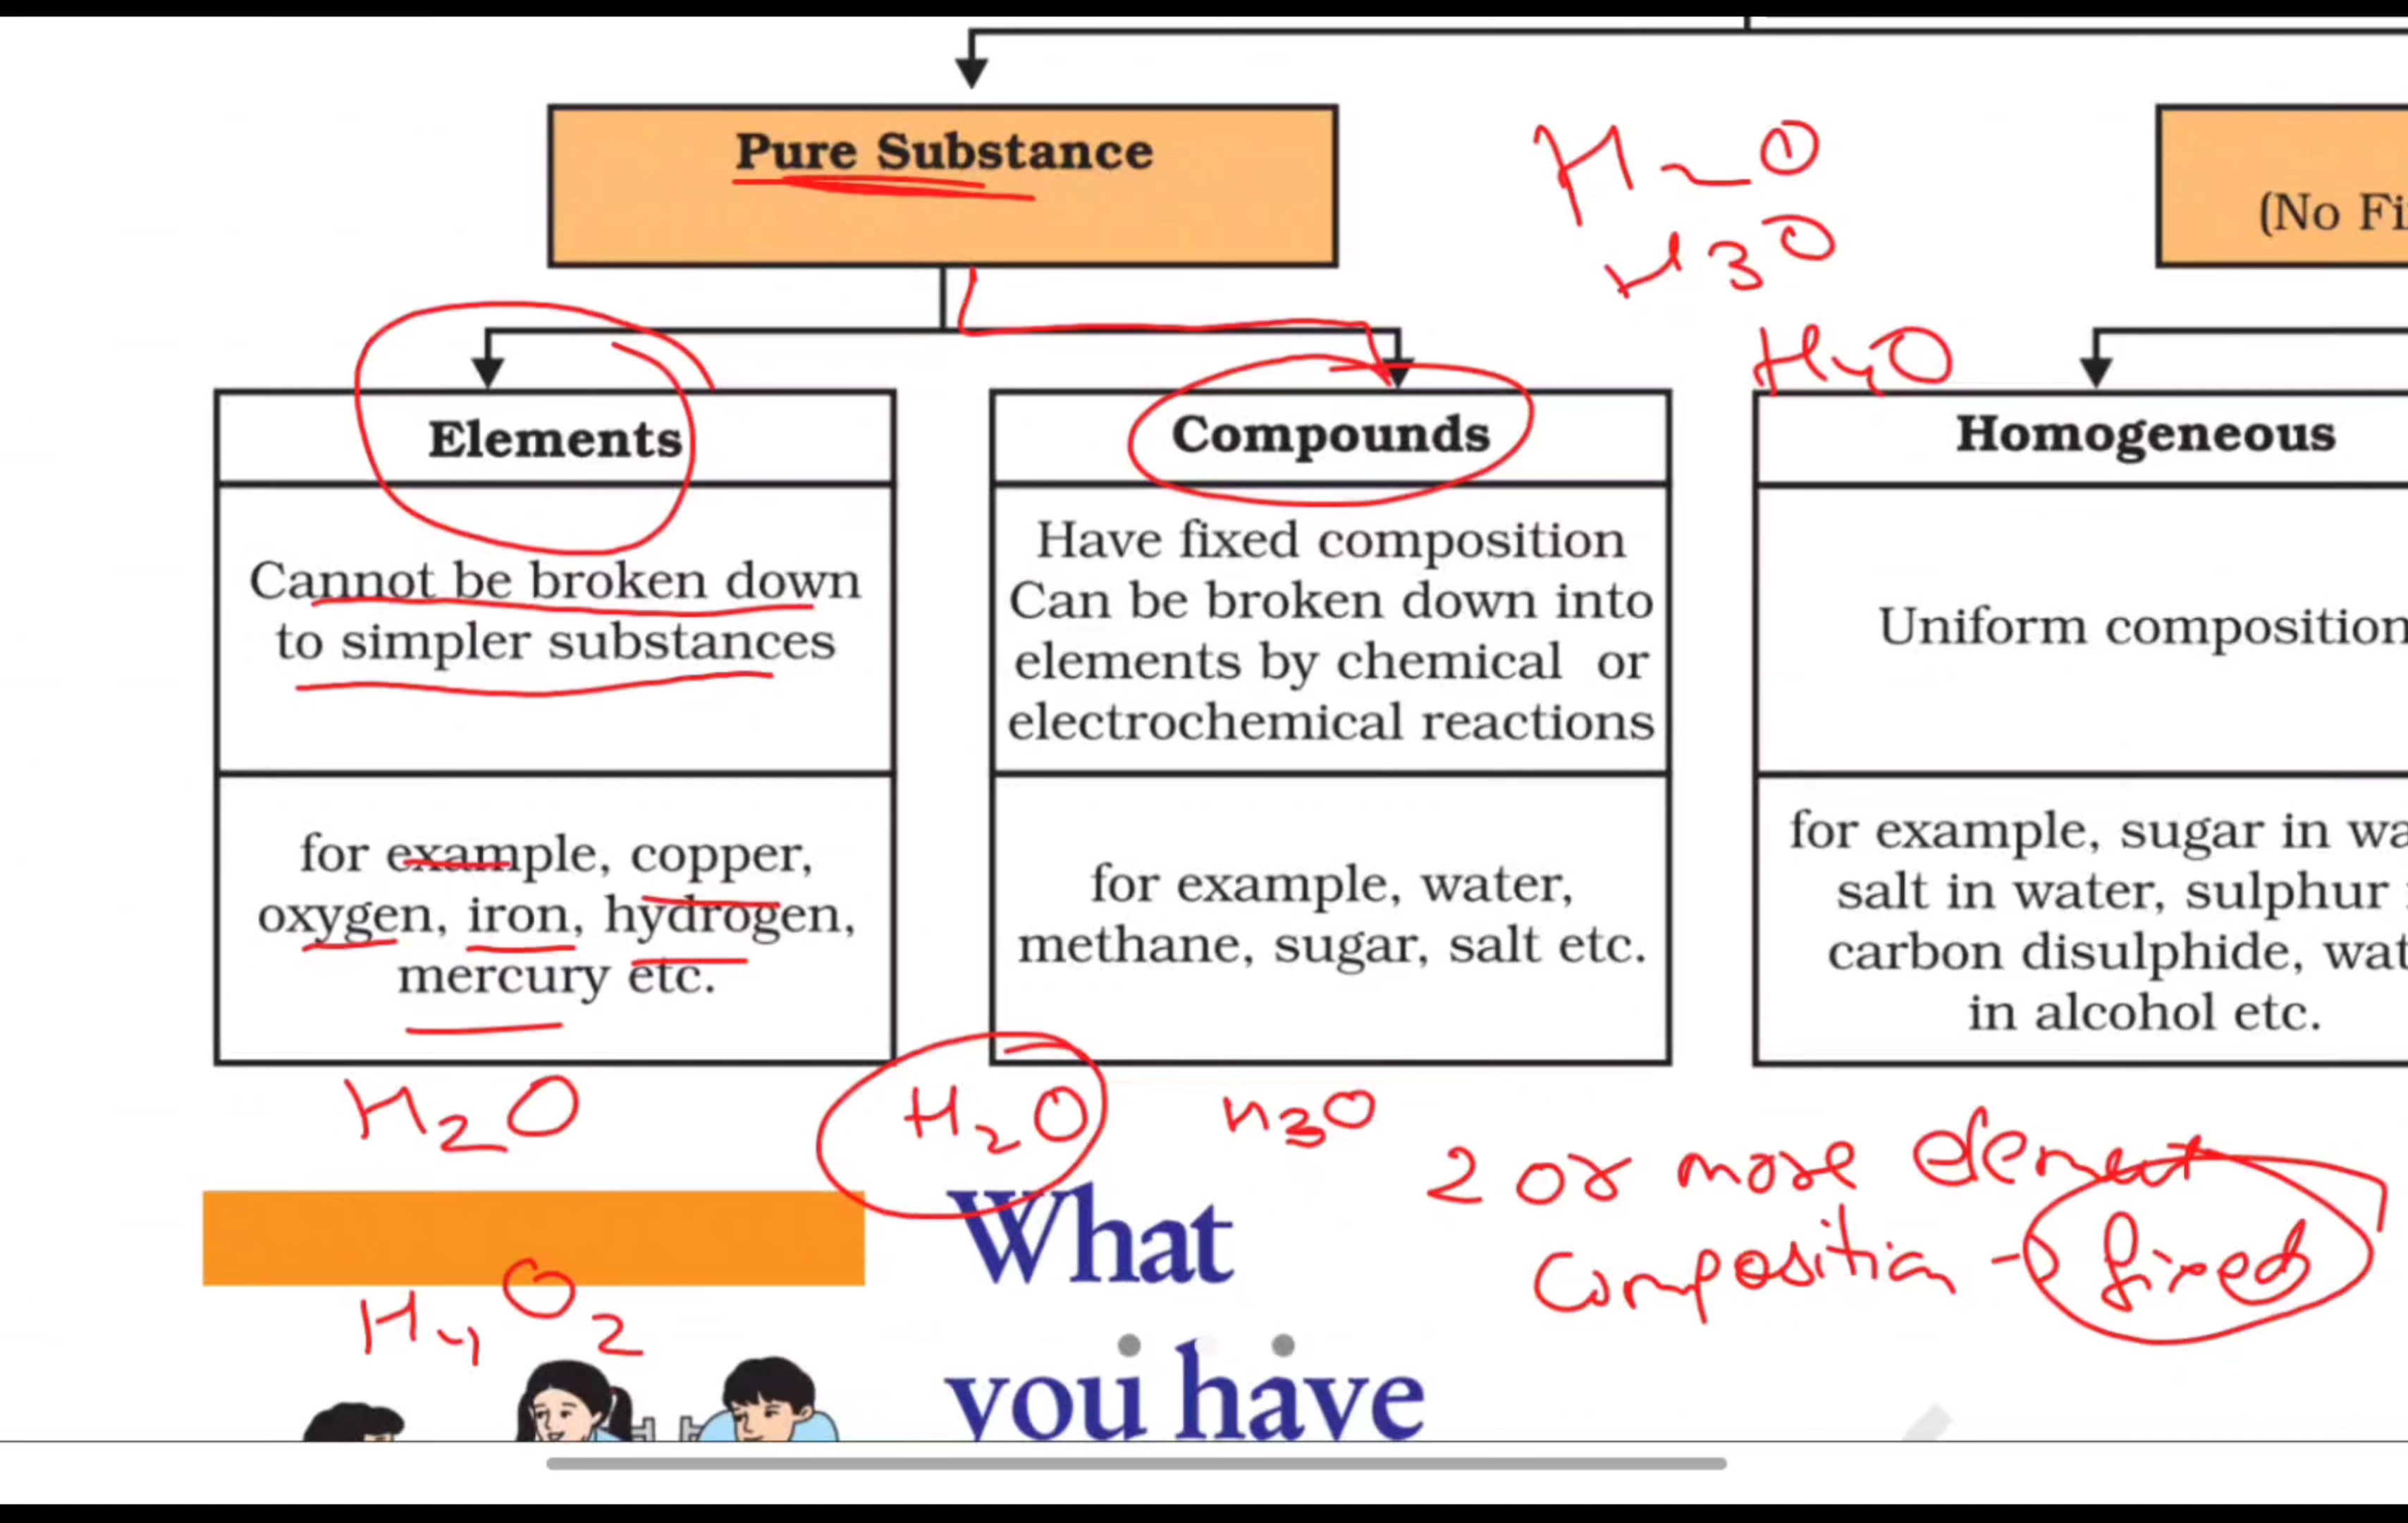 Pure Substance
H2O
H3O
H4O
(No Fi
Elements
Cannot be broken down
to simpler substances
for example, copper,
oxygen, iron, hydrogen,
mercury etc.
Compounds
Have fixed composition
Can be broken down into
elements by chemical or
electrochemical reactions
for example, water,
methane, sugar, salt etc.
Homogeneous
Uniform composition
for example, sugar in wa
salt in water, sulphur
carbon disulphide, wat
in alcohol etc.
H2O
H2O
H3O
2 or more element
Composition → fixed
H4O2
What
you have